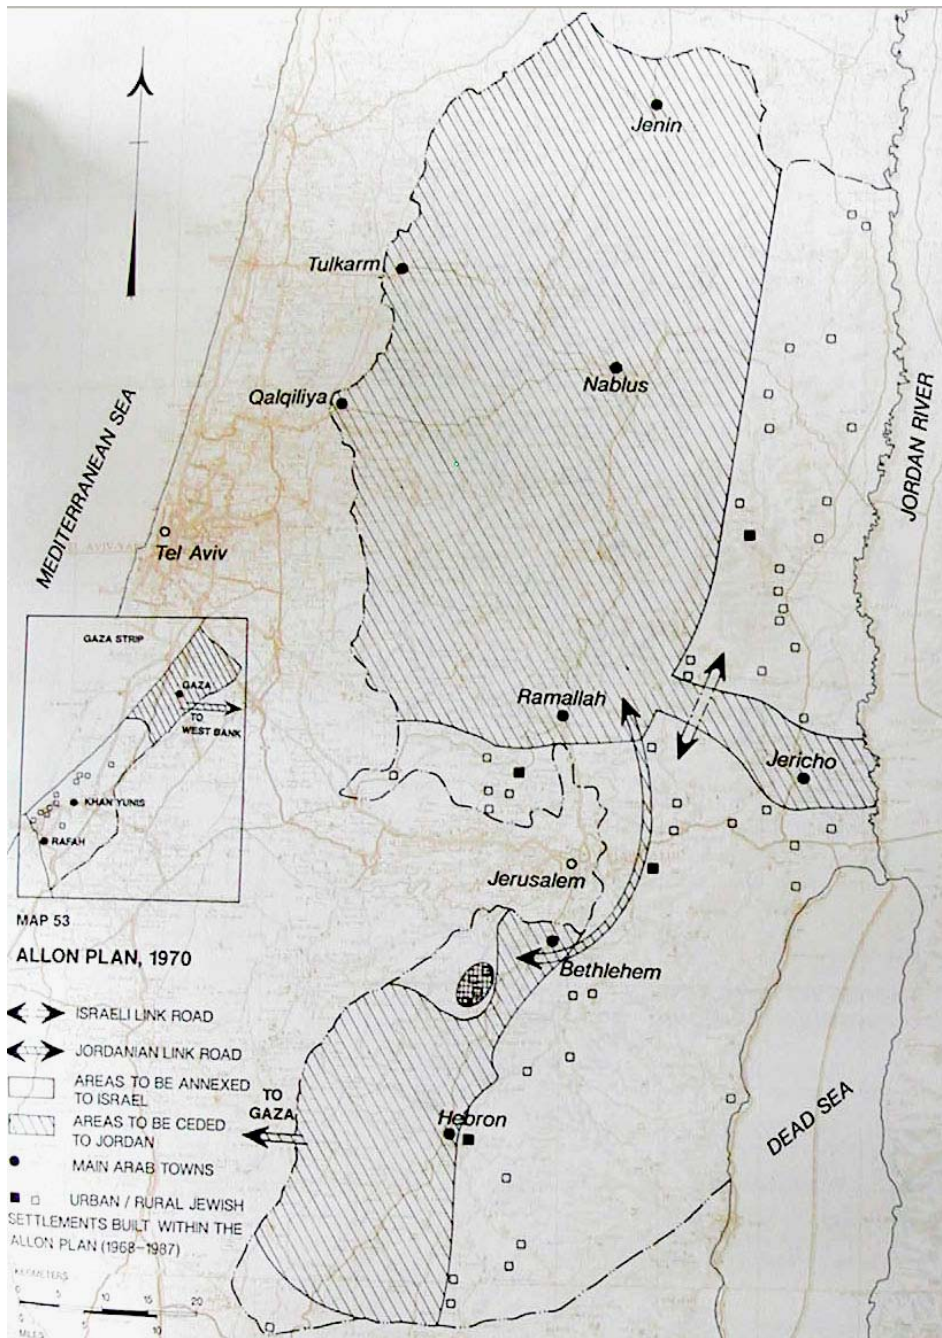 Jenin
Tulkarm
Nablus
Qalqiliya
MEDITERRANEAN SEA
JORDAN RIVER
Tel Aviv
GAZA STRIP
GAZA
TO
WEST BANK
KHAN YUNIS
RAFAH
Ramallah
Jericho
Jerusalem
Bethlehem
MAP 53
ALLON PLAN, 1970
ISRAELI LINK ROAD
JORDANIAN LINK ROAD
AREAS TO BE ANNEXED
TO ISRAEL
AREAS TO BE CEDED
TO JORDAN
MAIN ARAB TOWNS
URBAN / RURAL JEWISH
SETTLEMENTS BUILT WITHIN THE
ALLON PLAN (1968–1987)
TO
GAZA
Hebron
DEAD SEA
KILOMETERS
0 5 10 15 20
0 10
MILES